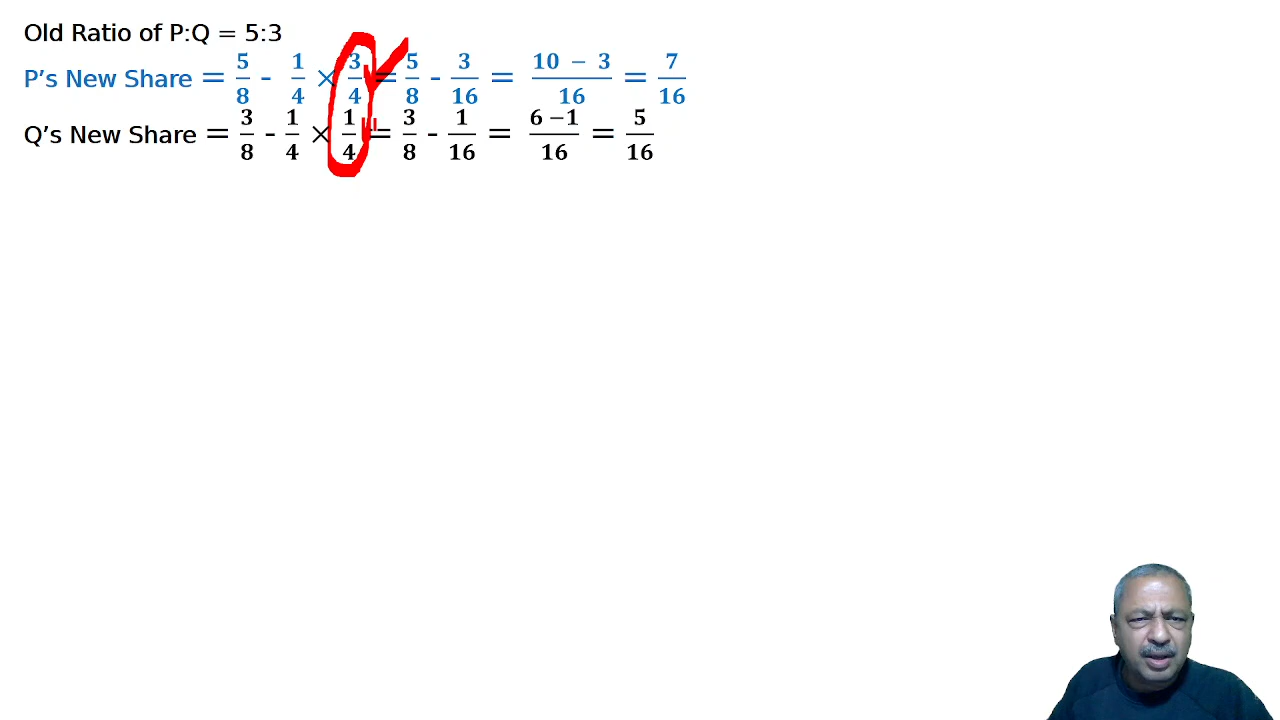 Old Ratio of P:Q = 5:3
P’s New Share = 5/8 - 1/4 × 3/4 = 5/8 - 3/16 = 10 − 3/16 = 7/16
Q’s New Share = 3/8 - 1/4 × 1/4 = 3/8 - 1/16 = 6 −1/16 = 5/16